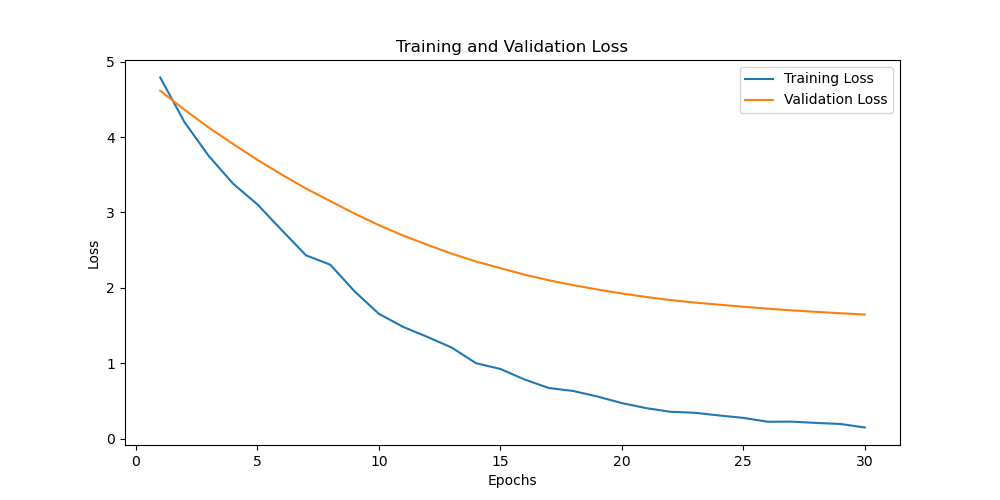 Training and Validation Loss
Training Loss
Validation Loss
Loss
5
4
3
2
1
0
0 5 10 15 20 25 30
Epochs